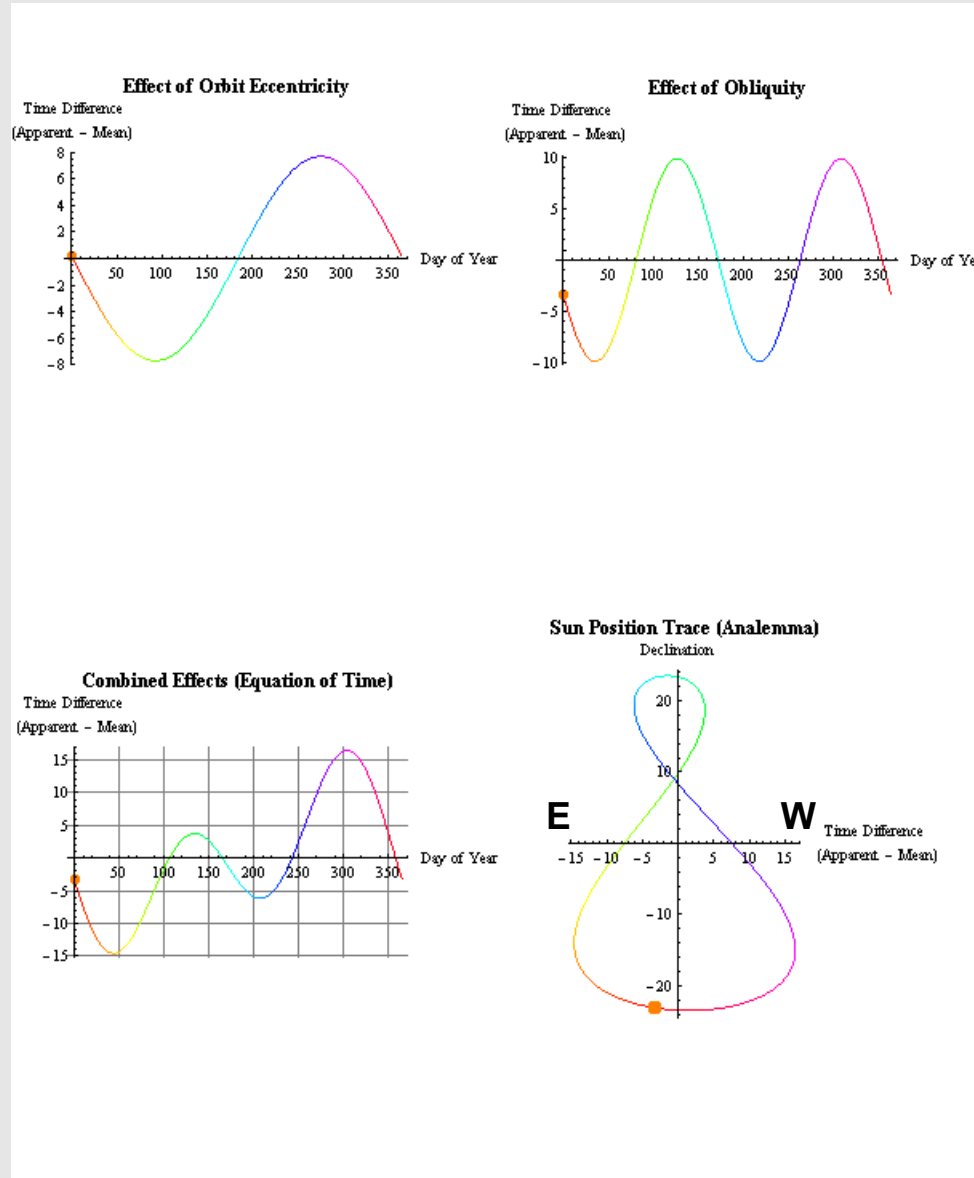 Effect of Orbit Eccentricity
Time Difference
(Apparent – Mean)
8
6
4
2
−2
−4
−6
−8
50 100 150 200 250 300 350
Day of Year
Effect of Obliquity
Time Difference
(Apparent – Mean)
10
5
−5
−10
50 100 150 200 250 300 350
Day of Ye
Combined Effects (Equation of Time)
Time Difference
(Apparent – Mean)
15
10
5
−5
−10
−15
50 100 150 200 250 300 350
Day of Year
Sun Position Trace (Analemma)
Declination
20
10
E W
Time Difference
(Apparent – Mean)
−15 −10 −5 5 10 15
−10
−20